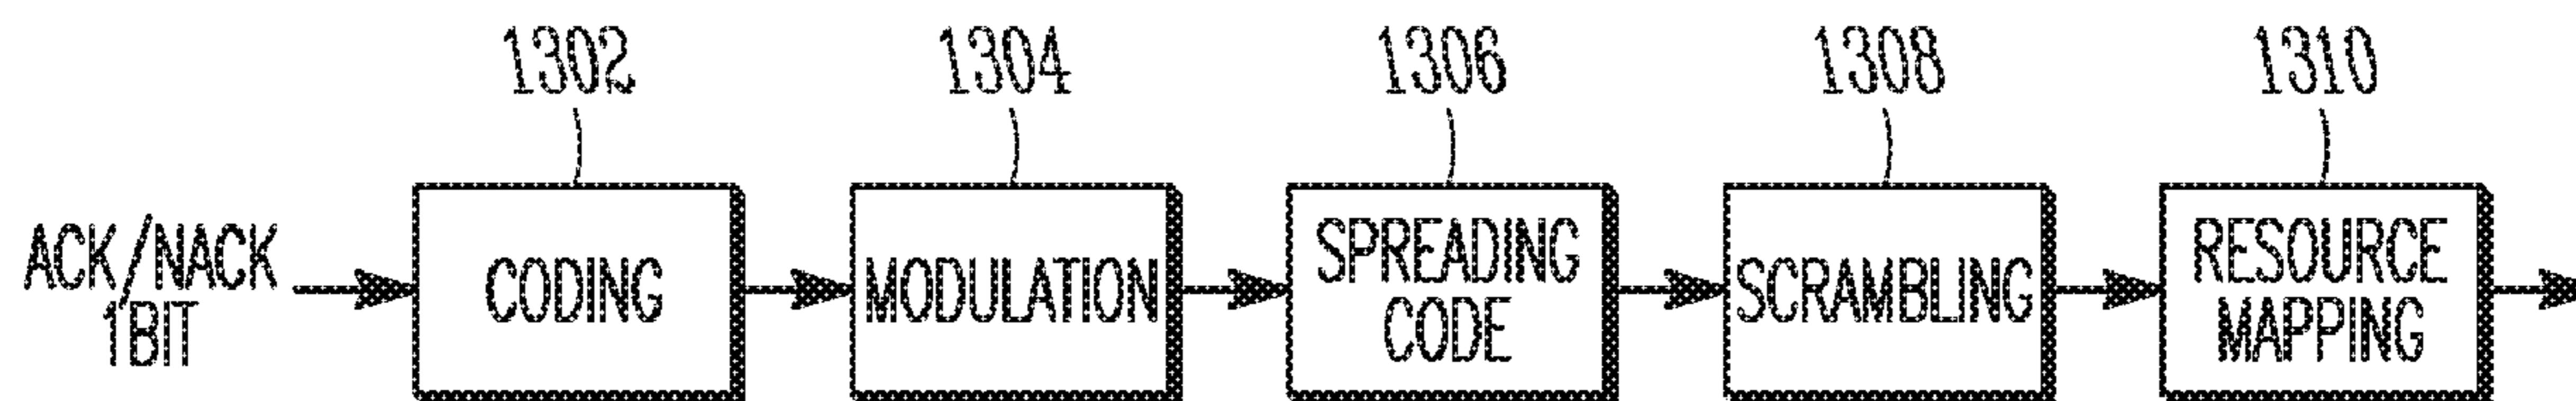 1302 1304 1306 1308 1310
ACK/NACK
1BIT
CODING
MODULATION
SPREADING
CODE
SCRAMBLING
RESOURCE
MAPPING